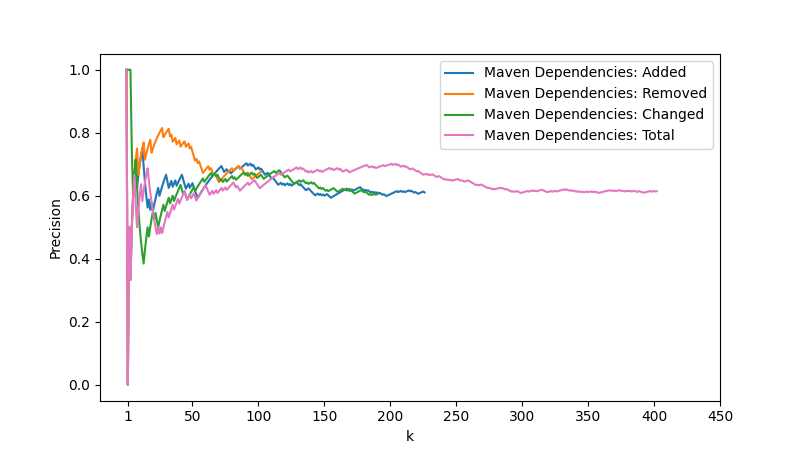 Maven Dependencies: Added
Maven Dependencies: Removed
Maven Dependencies: Changed
Maven Dependencies: Total
Precision
1.0
0.8
0.6
0.4
0.2
0.0
1 50 100 150 200 250 300 350 400 450
k